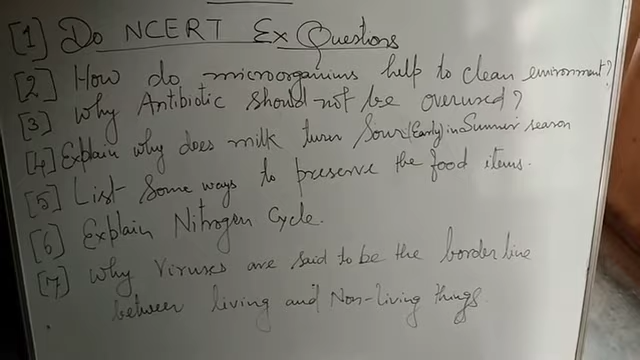 [1] Do NCERT Ex Questions
[2] How do microorganisms help to clean environment?
[3] Why Antibiotic should not be overused?
[4] Explain why does milk turn Sour (Early) in Summer season
[5] List Some ways to preserve the food items.
[6] Explain Nitrogen Cycle.
[7] Why Viruses are said to be the border line
between living and Non-Living things.